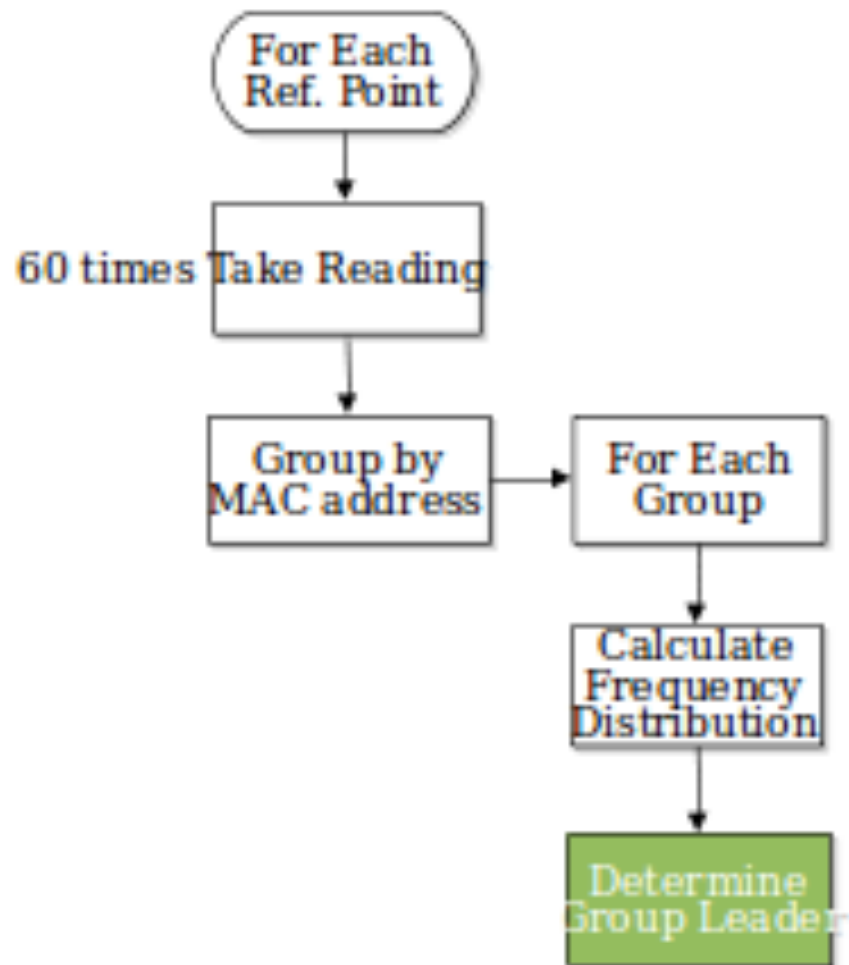 For Each
Ref. Point
60 times Take Reading
Group by
MAC address
For Each
Group
Calculate
Frequency
Distribution
Determine
Group Leader